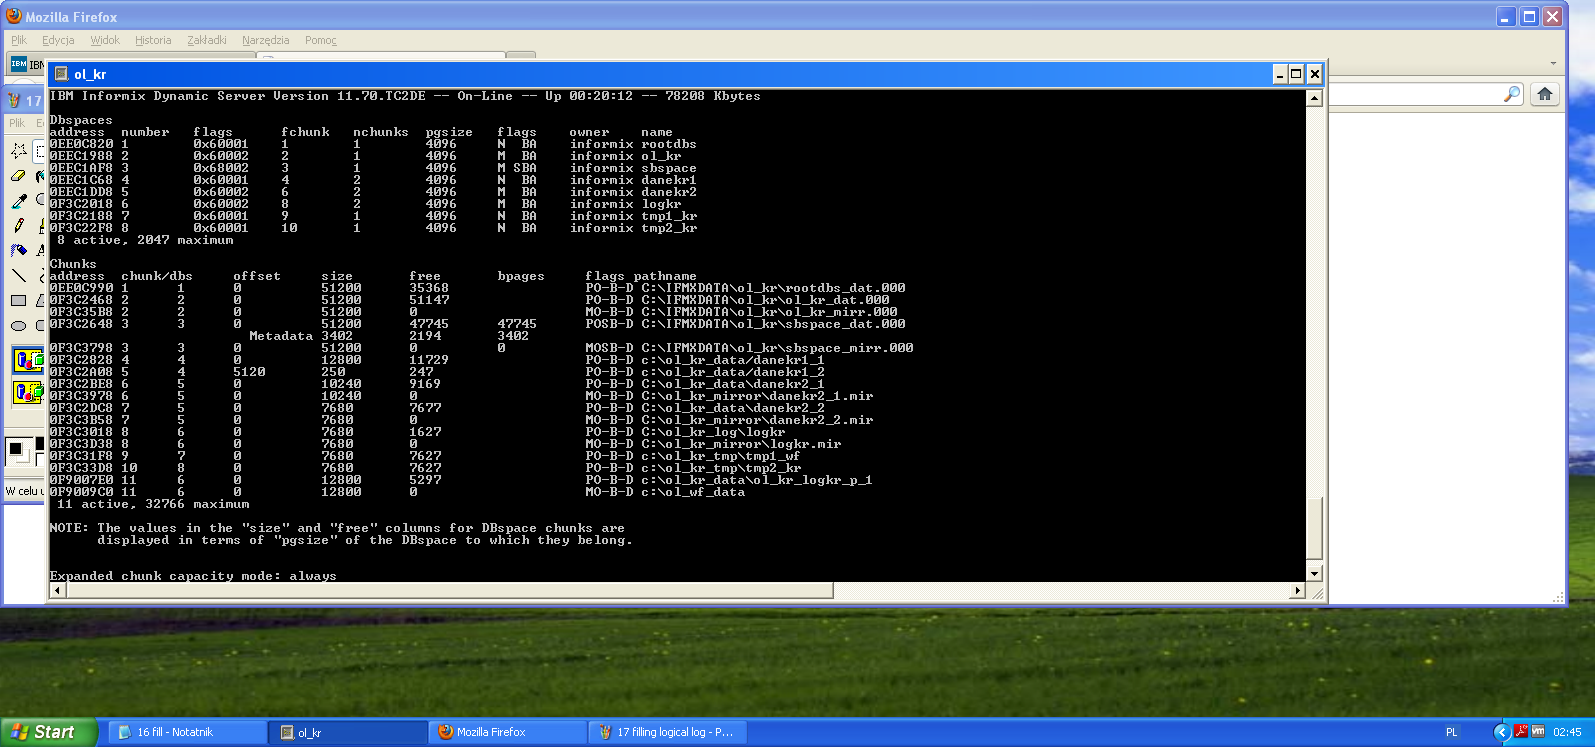 Mozilla Firefox
Plik Edycja Widok Historia Zakładki Narzędzia Pomoc
IBM IBM
ol_kr
17
Plik
IBM Informix Dynamic Server Version 11.70.TC2DE -- On-Line -- Up 00:20:12 -- 78208 Kbytes
Dbspaces
address number flags fchunk nchunks pgsize flags owner name
0EE0C820 1 0x60001 1 1 4096 N BA informix rootdbs
0EEC1988 2 0x60002 2 1 4096 M BA informix ol_kr
0EEC1AF8 3 0x68002 3 1 4096 M SBA informix sbspace
0EEC1C68 4 0x60001 4 2 4096 N BA informix danekr1
0EEC1DD8 5 0x60002 6 2 4096 M BA informix danekr2
0F3C2018 6 0x60002 8 2 4096 M BA informix logkr
0F3C2188 7 0x60001 9 1 4096 N BA informix tmp1_kr
0F3C22F8 8 0x60001 10 1 4096 N BA informix tmp2_kr
8 active, 2047 maximum
Chunks
address chunk/dbs offset size free bpages flags pathname
0EE0C990 1 1 0 51200 35368 PO-B-D C:\IFMXDATA\ol_kr\rootdbs_dat.000
0F3C2468 2 2 0 51200 51147 PO-B-D C:\IFMXDATA\ol_kr\ol_kr_dat.000
0F3C35B8 2 2 0 51200 0 MO-B-D C:\IFMXDATA\ol_kr\ol_kr_mirr.000
0F3C2648 3 3 0 51200 47745 47745 POSB-D C:\IFMXDATA\ol_kr\sbspace_dat.000
Metadata 3402 2194 3402
0F3C3798 3 3 0 51200 0 0 MOSB-D C:\IFMXDATA\ol_kr\sbspace_mirr.000
0F3C2828 4 4 0 12800 11729 PO-B-D c:\ol_kr_data/danekr1_1
0F3C2A08 5 4 5120 250 247 PO-B-D c:\ol_kr_data/danekr1_2
0F3C2BE8 6 5 0 10240 9169 PO-B-D C:\ol_kr_data\danekr2_1
0F3C3978 6 5 0 10240 0 MO-B-D C:\ol_kr_mirror\danekr2_1.mir
0F3C2DC8 7 5 0 7680 7677 PO-B-D C:\ol_kr_data\danekr2_2
0F3C3B58 7 5 0 7680 0 MO-B-D C:\ol_kr_mirror\danekr2_2.mir
0F3C3018 8 6 0 7680 1627 PO-B-D C:\ol_kr_log\logkr
0F3C3D38 8 6 0 7680 0 MO-B-D C:\ol_kr_mirror\logkr.mir
0F3C31F8 9 7 0 7680 7627 PO-B-D c:\ol_kr_tmp\tmp1_wf
0F3C33D8 10 8 0 7680 7627 PO-B-D c:\ol_kr_tmp\tmp2_kr
0F9007E0 11 6 0 12800 5297 PO-B-D c:\ol_kr_data\ol_kr_logkr_p_1
0F9009C0 11 6 0 12800 0 MO-B-D c:\ol_wf_data
11 active, 32766 maximum
NOTE: The values in the "size" and "free" columns for DBspace chunks are
displayed in terms of "pgsize" of the DBspace to which they belong.
Expanded chunk capacity mode: always
W celu u
Start 16 fill - Notatnik ol_kr Mozilla Firefox 17 filling logical log - P... PL 02:45